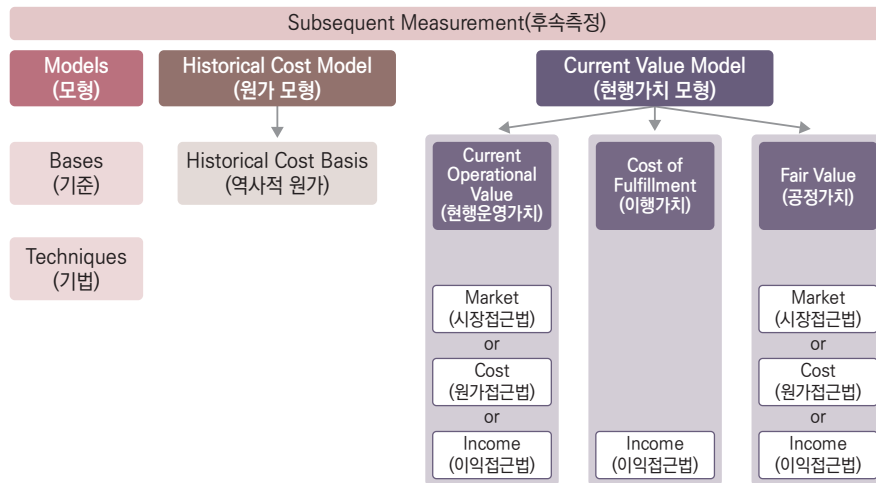 Subsequent Measurement(후속측정)
Models
(모형)
Historical Cost Model
(원가 모형)
Current Value Model
(현행가치 모형)
Bases
(기준)
Historical Cost Basis
(역사적 원가)
Current
Operational
Value
(현행운영가치)
Cost of
Fulfillment
(이행가치)
Fair Value
(공정가치)
Techniques
(기법)
Market
(시장접근법)
or
Cost
(원가접근법)
or
Income
(이익접근법)
Income
(이익접근법)
Market
(시장접근법)
or
Cost
(원가접근법)
or
Income
(이익접근법)